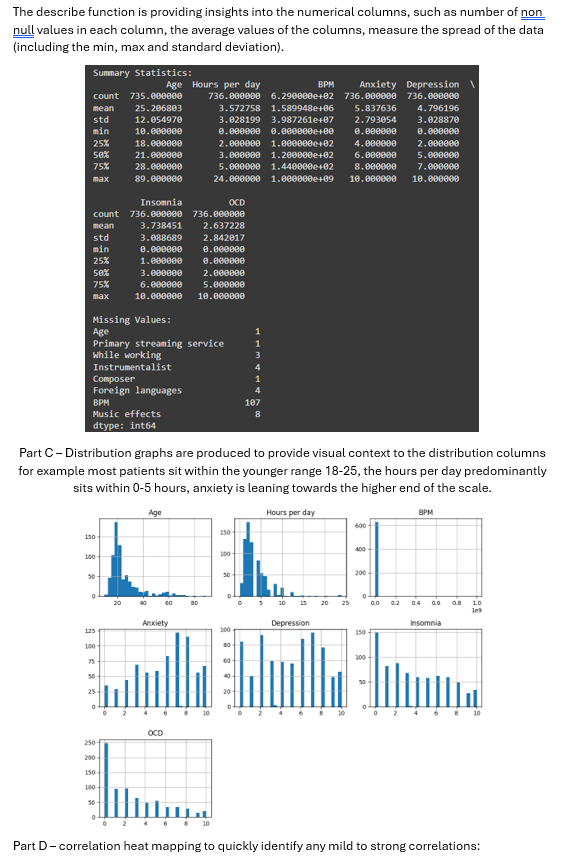 The describe function is providing insights into the numerical columns, such as number of non
null values in each column, the average values of the columns, measure the spread of the data
(including the min, max and standard deviation).
Summary Statistics:
Age Hours per day BPM Anxiety Depression \
count 735.000000 736.000000 6.290000e+02 736.000000 736.000000
mean 25.206803 3.572758 1.589948e+06 5.837636 4.796196
std 12.054970 3.028199 3.987261e+07 2.793054 3.028870
min 10.000000 0.000000 0.000000e+00 0.000000 0.000000
25% 18.000000 2.000000 1.000000e+02 4.000000 2.000000
50% 21.000000 3.000000 1.200000e+02 6.000000 5.000000
75% 28.000000 5.000000 1.440000e+02 8.000000 7.000000
max 89.000000 24.000000 1.000000e+09 10.000000 10.000000
Insomnia OCD
count 736.000000 736.000000
mean 3.738451 2.637228
std 3.088689 2.842017
min 0.000000 0.000000
25% 1.000000 0.000000
50% 3.000000 2.000000
75% 6.000000 5.000000
max 10.000000 10.000000
Missing Values:
Age 1
Primary streaming service 1
While working 3
Instrumentalist 4
Composer 1
Foreign languages 4
BPM 107
Music effects 8
dtype: int64
Part C – Distribution graphs are produced to provide visual context to the distribution columns
for example most patients sit within the younger range 18-25, the hours per day predominantly
sits within 0-5 hours, anxiety is leaning towards the higher end of the scale.
Age
150
100
50
0
20 40 60 80
Hours per day
150
100
50
0
0 5 10 15 20 25
BPM
600
400
200
0
0.0 0.2 0.4 0.6 0.8 1.0
1e9
Anxiety
125
100
75
50
25
0
0 2 4 6 8 10
Depression
100
80
60
40
20
0
0 2 4 6 8 10
Insomnia
150
100
50
0
0 2 4 6 8 10
OCD
250
200
150
100
50
0
0 2 4 6 8 10
Part D – correlation heat mapping to quickly identify any mild to strong correlations: